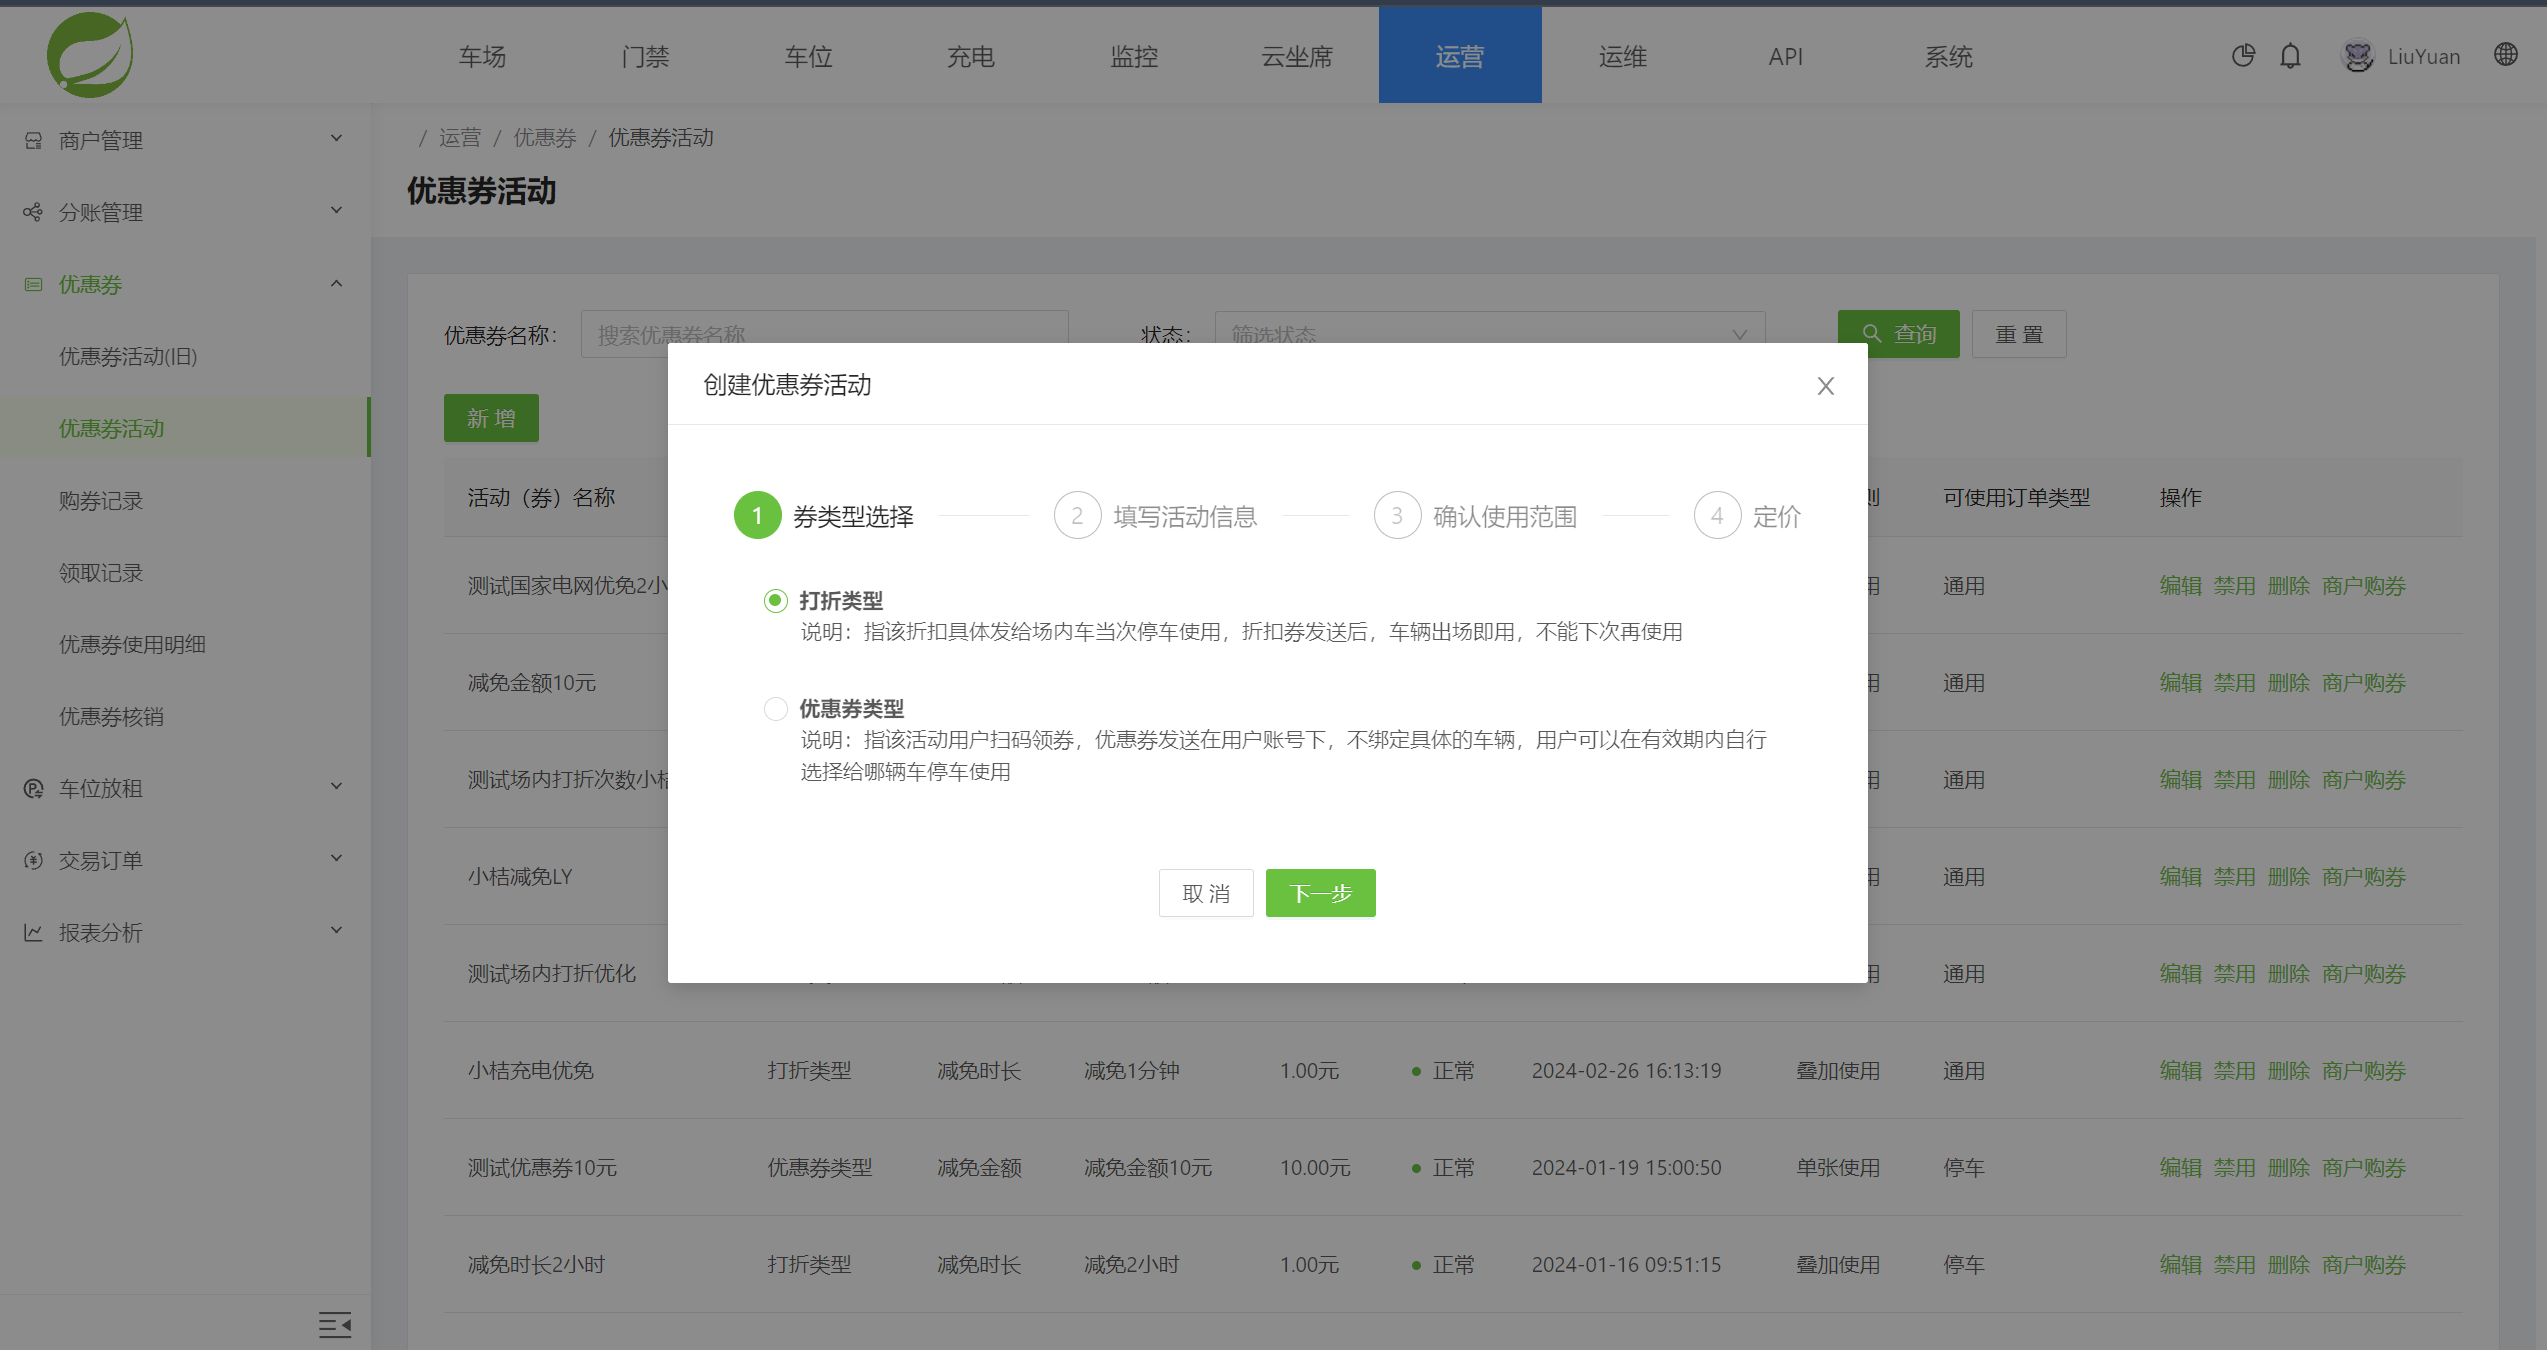 车场 门禁 车位 充电 监控 云坐席 运营 运维 API 系统 LiuYuan
商户管理
分账管理
优惠券
优惠券活动(旧)
优惠券活动
购券记录
领取记录
优惠券使用明细
优惠券核销
车位放租
交易订单
报表分析
/ 运营 / 优惠券 / 优惠券活动
优惠券活动
优惠券名称: 搜索优惠券名称 状态: 筛选状态 查询 重 置
新 增
创建优惠券活动
1 券类型选择 2 填写活动信息 3 确认使用范围 4 定价
打折类型
说明：指该折扣具体发给场内车当次停车使用，折扣券发送后，车辆出场即用，不能下次再使用
优惠券类型
说明：指该活动用户扫码领券，优惠券发送在用户账号下，不绑定具体的车辆，用户可以在有效期内自行
选择给哪辆车停车使用
取 消 下一步
活动（券）名称 可使用订单类型 操作
测试国家电网优免2小 用 通用 编辑 禁用 删除 商户购券
减免金额10元 用 通用 编辑 禁用 删除 商户购券
测试场内打折次数小 用 通用 编辑 禁用 删除 商户购券
小桔减免LY 用 通用 编辑 禁用 删除 商户购券
测试场内打折优化 用 通用 编辑 禁用 删除 商户购券
小桔充电优免 打折类型 减免时长 减免1分钟 1.00元 正常 2024-02-26 16:13:19 叠加使用 通用 编辑 禁用 删除 商户购券
测试优惠券10元 优惠券类型 减免金额 减免金额10元 10.00元 正常 2024-01-19 15:00:50 单张使用 停车 编辑 禁用 删除 商户购券
减免时长2小时 打折类型 减免时长 减免2小时 1.00元 正常 2024-01-16 09:51:15 叠加使用 停车 编辑 禁用 删除 商户购券